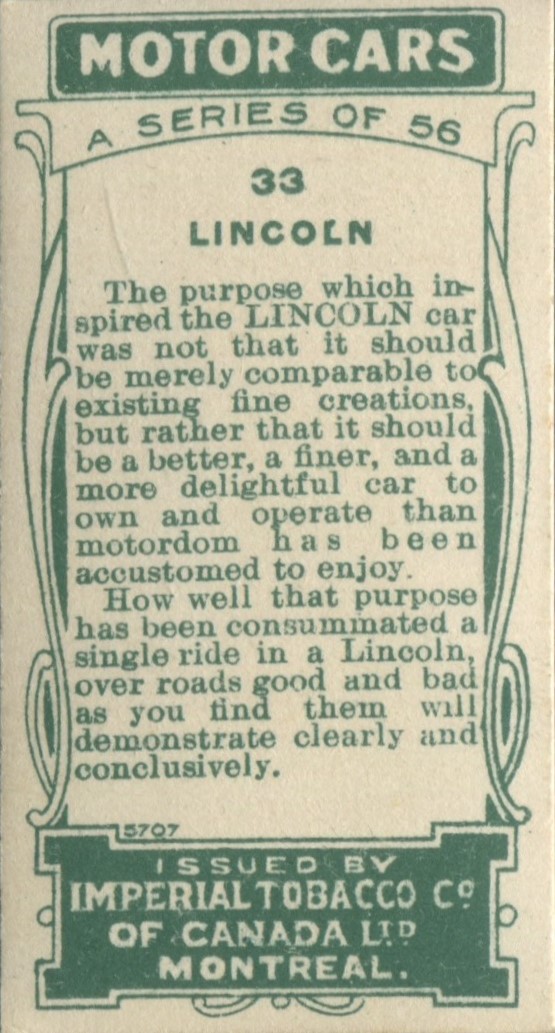 MOTOR CARS
A SERIES OF 56
33
LINCOLN
The purpose which in-
spired the LINCOLN car
was not that it should
be merely comparable to
existing fine creations,
but rather that it should
be a better, a finer, and a
more delightful car to
own and operate than
motordom has been
accustomed to enjoy.
How well that purpose
has been consummated a
single ride in a Lincoln,
over roads good and bad
as you find them will
demonstrate clearly and
conclusively.
5707
ISSUED BY
IMPERIAL TOBACCO Cº
OF CANADA LTD
MONTREAL.